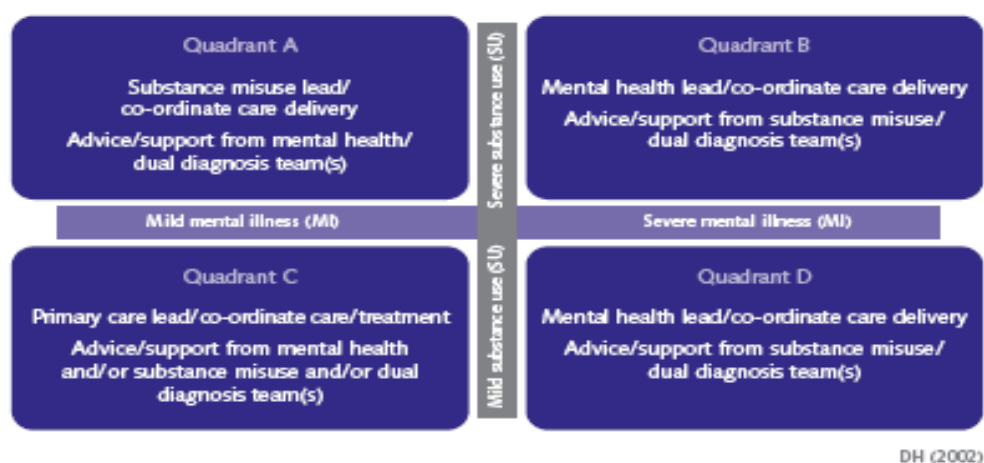 Quadrant A
Substance misuse lead/
co-ordinate care delivery
Advice/support from mental health/
dual diagnosis team(s)
Severe substance use (SU)
Quadrant B
Mental health lead/co-ordinate care delivery
Advice/support from substance misuse/
dual diagnosis team(s)
Mild mental illness (MI)
Severe mental illness (MI)
Quadrant C
Primary care lead/co-ordinate care/treatment
Advice/support from mental health
and/or substance misuse and/or dual
diagnosis team(s)
Mild substance use (SU)
Quadrant D
Mental health lead/co-ordinate care delivery
Advice/support from substance misuse/
dual diagnosis team(s)
DH (2002)